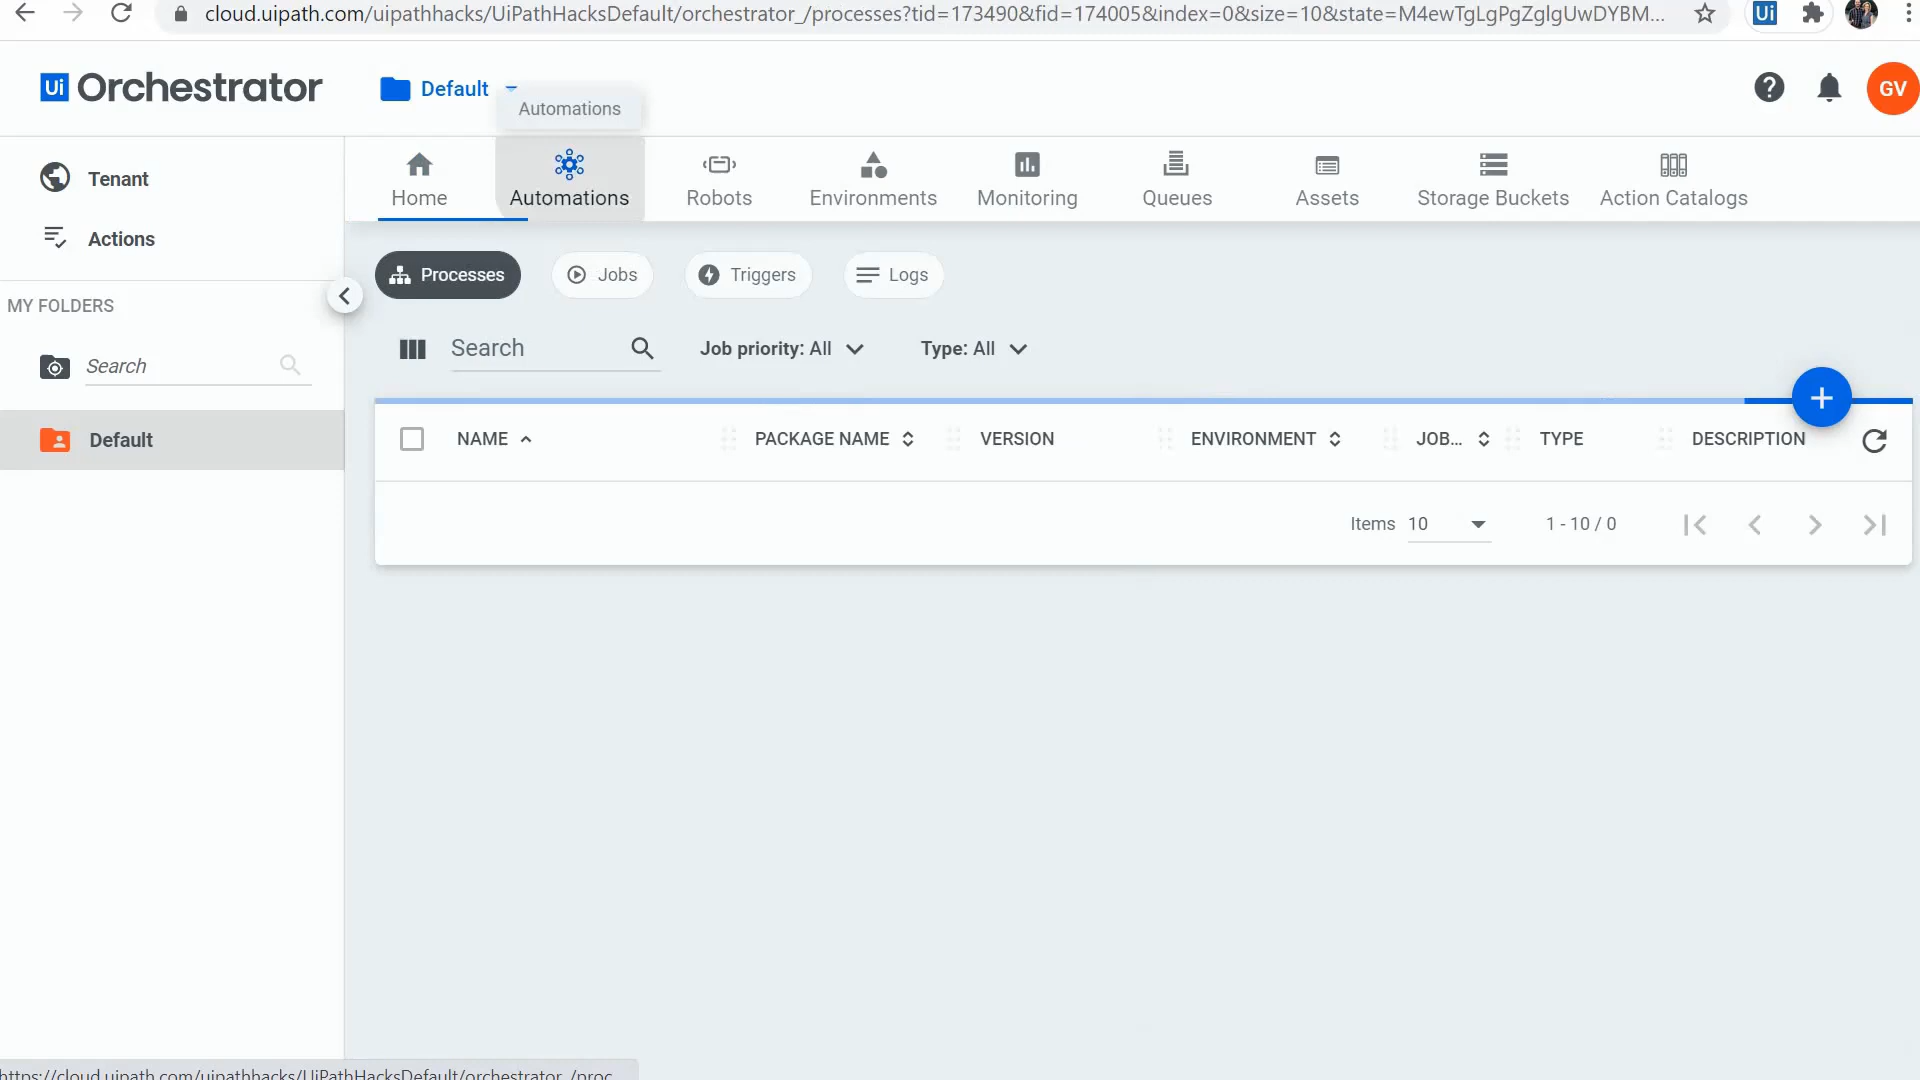 cloud.uipath.com/uipathhacks/UiPathHacksDefault/orchestrator_/processes?tid=173490&fid=174005&index=0&size=10&state=M4ewTgLgPgZglgUwDYBM...
Ui
Ui Orchestrator
Default
Automations
GV
Tenant
Actions
MY FOLDERS
Search
Default
Home
Automations
Robots
Environments
Monitoring
Queues
Assets
Storage Buckets
Action Catalogs
Processes
Jobs
Triggers
Logs
Search
Job priority: All
Type: All
NAME
PACKAGE NAME
VERSION
ENVIRONMENT
JOB...
TYPE
DESCRIPTION
Items 10
1 - 10 / 0
https://cloud.uipath.com/uipathhacks/UiPathHacksDefault/orchestrator_/proc...